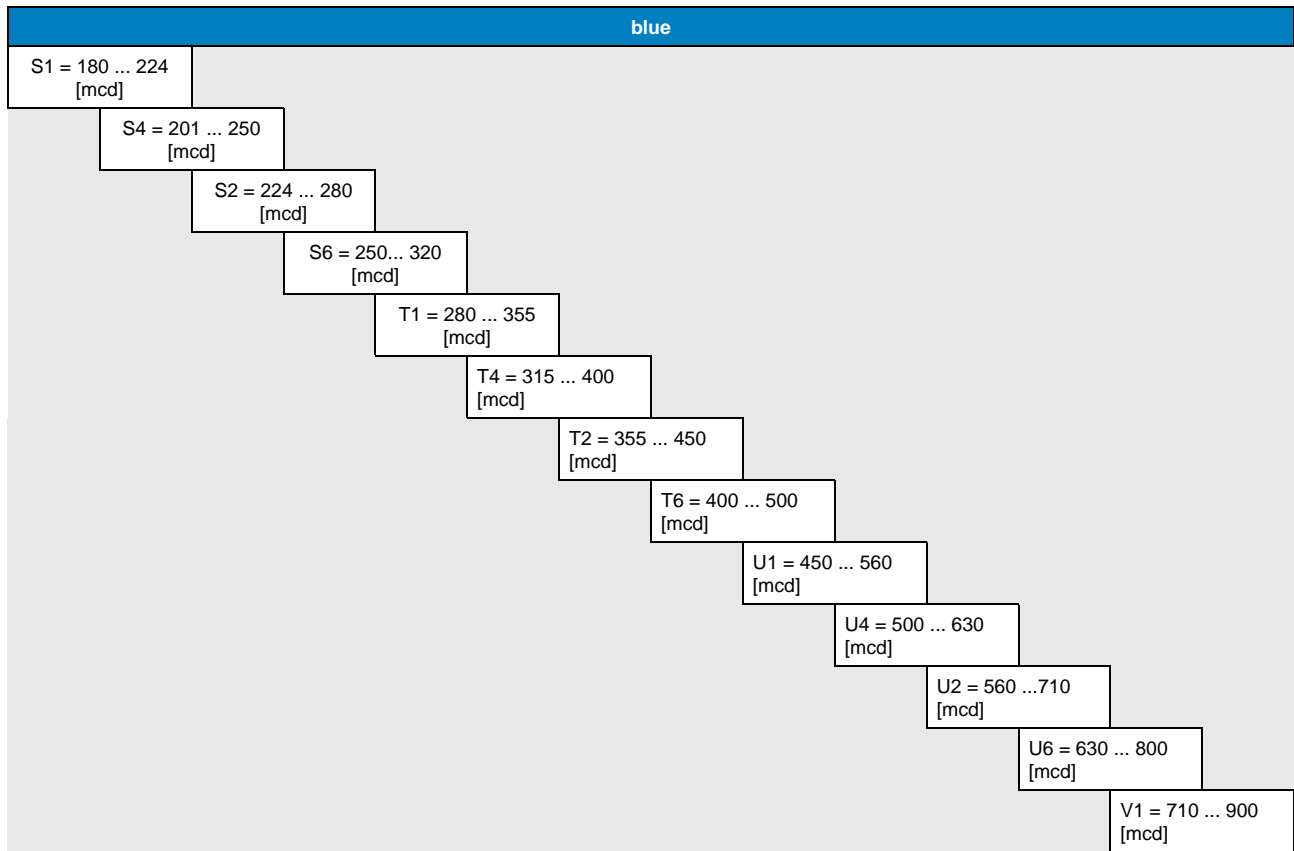 blue
S1 = 180 ... 224
[mcd]
S4 = 201 ... 250
[mcd]
S2 = 224 ... 280
[mcd]
S6 = 250... 320
[mcd]
T1 = 280 ... 355
[mcd]
T4 = 315 ... 400
[mcd]
T2 = 355 ... 450
[mcd]
T6 = 400 ... 500
[mcd]
U1 = 450 ... 560
[mcd]
U4 = 500 ... 630
[mcd]
U2 = 560 ...710
[mcd]
U6 = 630 ... 800
[mcd]
V1 = 710 ... 900
[mcd]